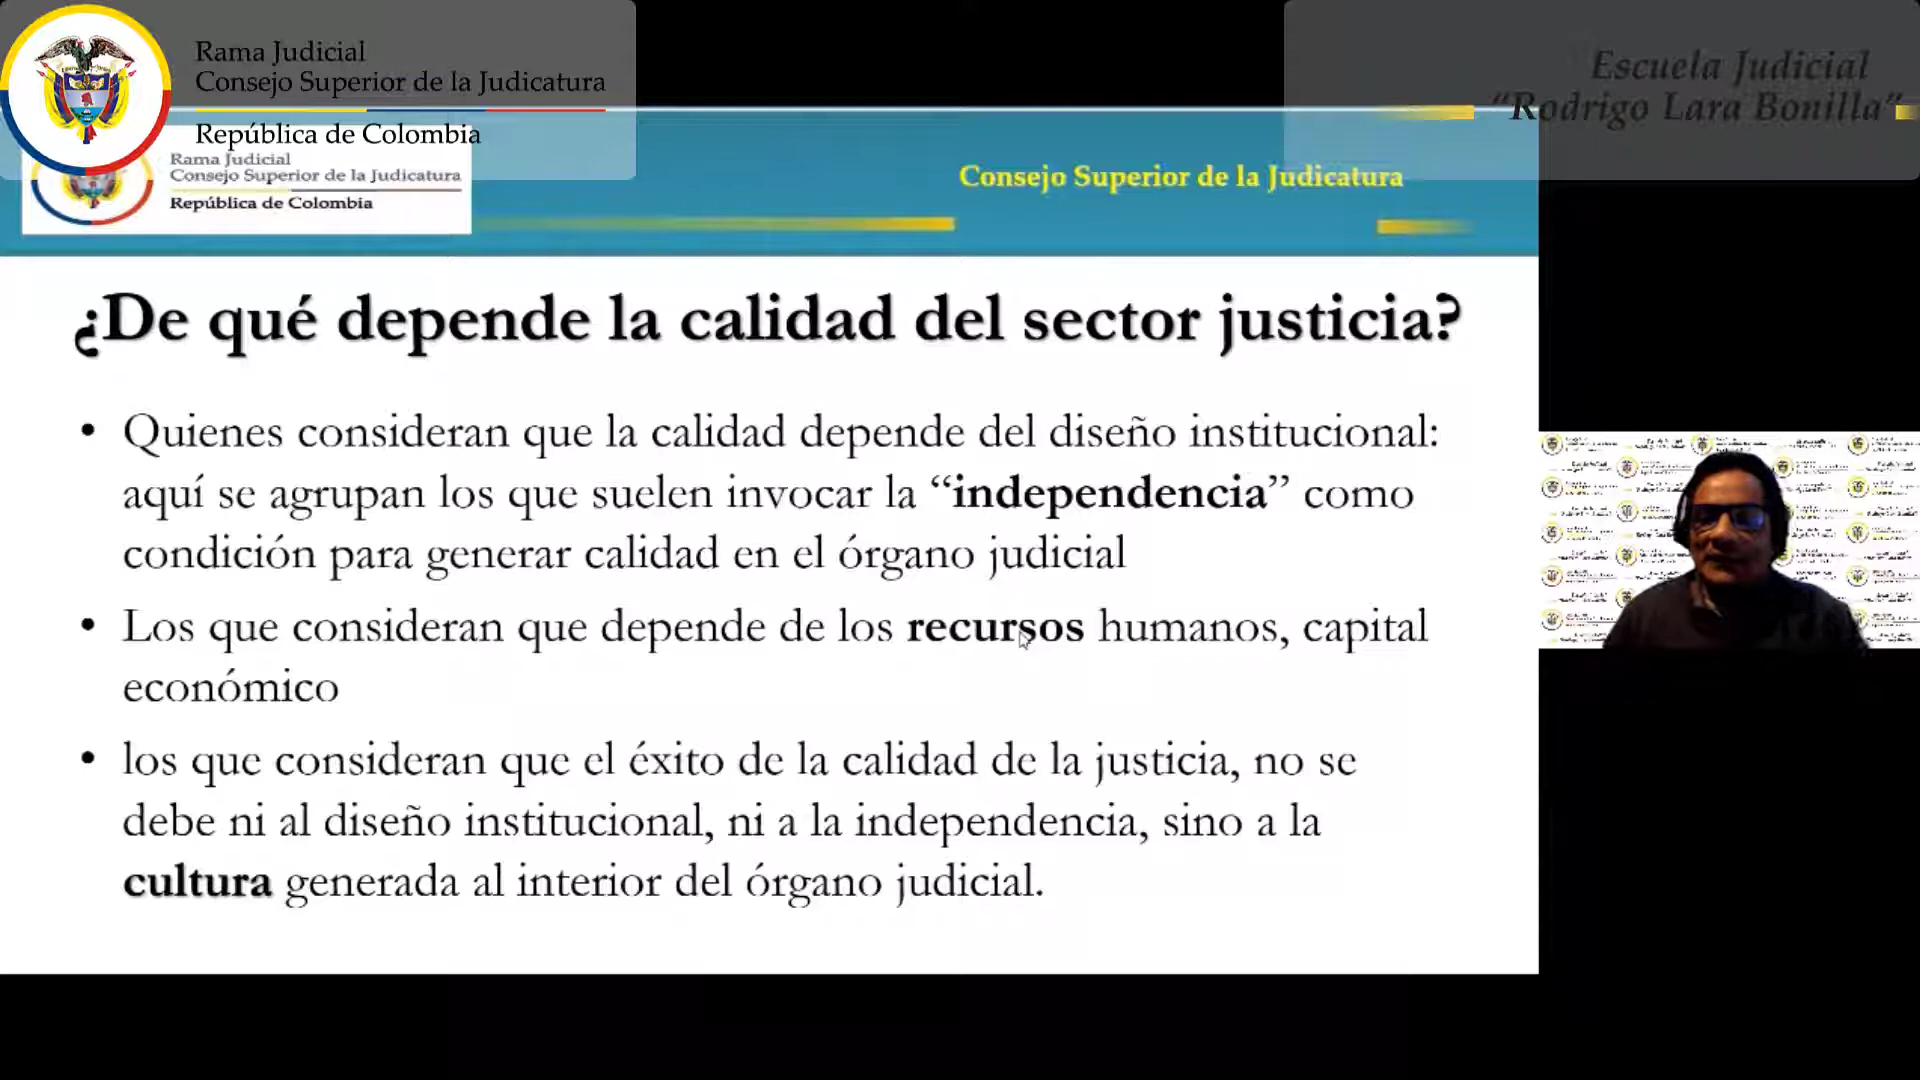 Rama Judicial
Consejo Superior de la Judicatura
República de Colombia
Escuela Judicial
“Rodrigo Lara Bonilla”
Rama Judicial
Consejo Superior de la Judicatura
República de Colombia
Consejo Superior de la Judicatura
¿De qué depende la calidad del sector justicia?
• Quienes consideran que la calidad depende del diseño institucional:
aquí se agrupan los que suelen invocar la “independencia” como
condición para generar calidad en el órgano judicial
• Los que consideran que depende de los recursos humanos, capital
económico
• los que consideran que el éxito de la calidad de la justicia, no se
debe ni al diseño institucional, ni a la independencia, sino a la
cultura generada al interior del órgano judicial.